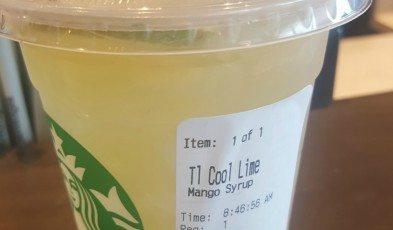 Item: 1 of 1
Tl Cool Lime
Mango Syrup
Time: 8:46:56 AM
Reg: 1